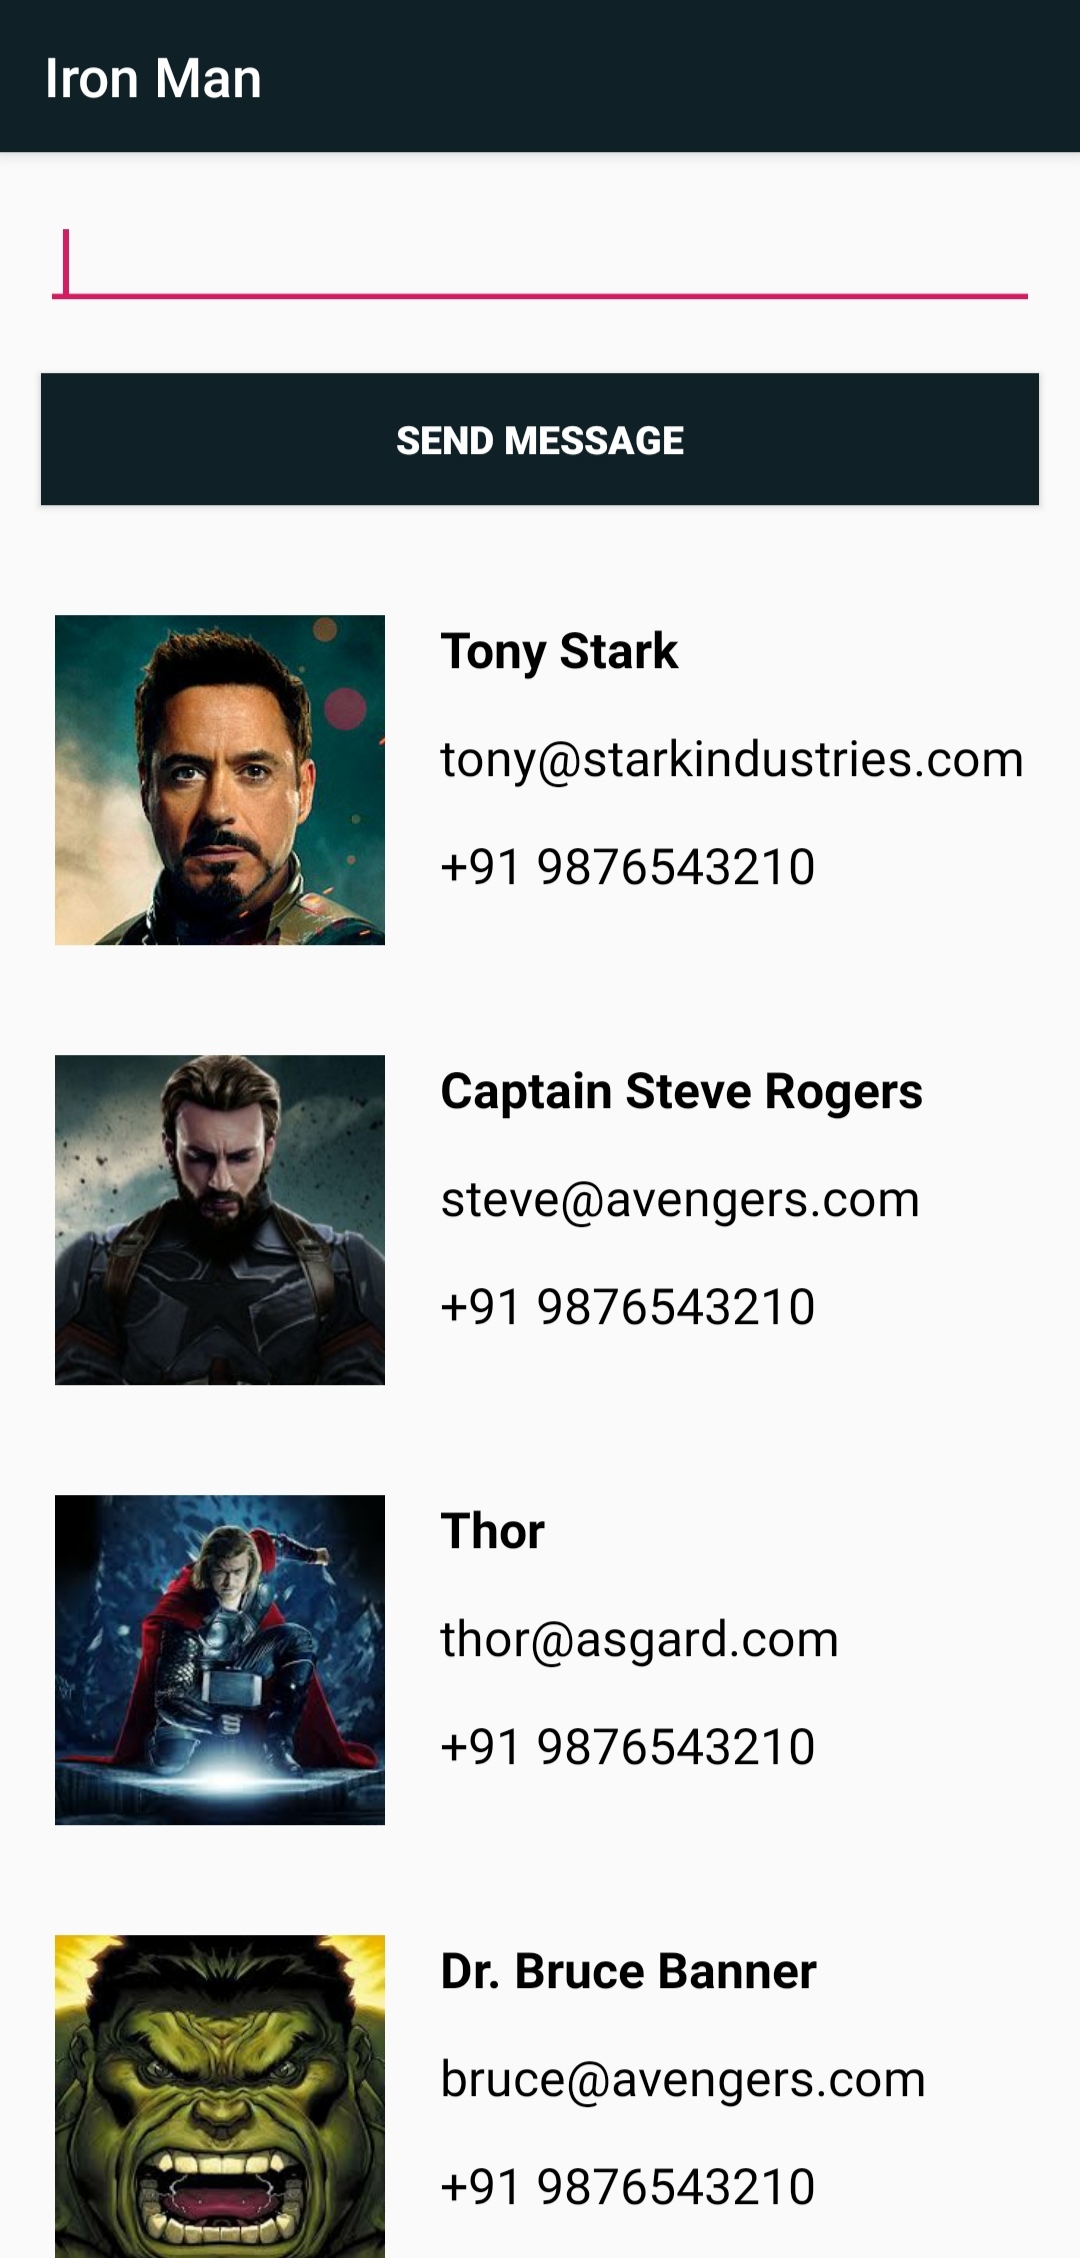 Iron Man
SEND MESSAGE
Tony Stark
tony@starkindustries.com
+91 9876543210
Captain Steve Rogers
steve@avengers.com
+91 9876543210
Thor
thor@asgard.com
+91 9876543210
Dr. Bruce Banner
bruce@avengers.com
+91 9876543210